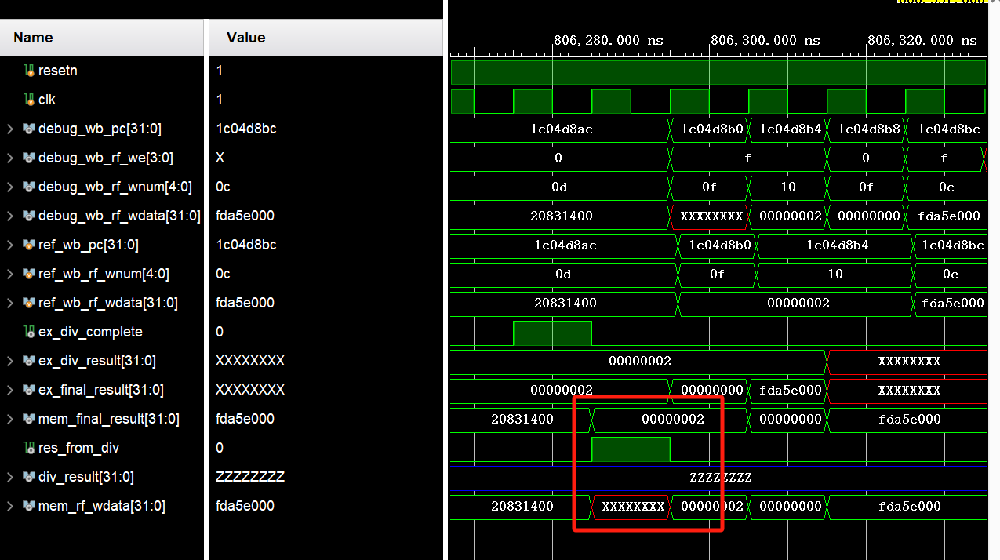 Name Value
806,280.000 ns 806,300.000 ns 806,320.000 ns
resetn 1
clk 1
debug_wb_pc[31:0] 1c04d8bc 1c04d8ac 1c04d8b0 1c04d8b4 1c04d8b8 1c04d8bc
debug_wb_rf_we[3:0] X 0 f 0 f
debug_wb_rf_wnum[4:0] 0c 0d 0f 10 0f 0c
debug_wb_rf_wdata[31:0] fda5e000 20831400 XXXXXXXX 00000002 00000000 fda5e000
ref_wb_pc[31:0] 1c04d8bc 1c04d8ac 1c04d8b0 1c04d8b4 1c04d8bc
ref_wb_rf_wnum[4:0] 0c 0d 0f 10 0c
ref_wb_rf_wdata[31:0] fda5e000 20831400 00000002 fda5e000
ex_div_complete 0
ex_div_result[31:0] XXXXXXXX 00000002 XXXXXXXX
ex_final_result[31:0] XXXXXXXX 00000002 00000000 fda5e000 XXXXXXXX
mem_final_result[31:0] fda5e000 20831400 00000002 00000000 fda5e000
res_from_div 0
div_result[31:0] ZZZZZZZZ ZZZZZZZZ
mem_rf_wdata[31:0] fda5e000 20831400 XXXXXXXX 00000002 00000000 fda5e000